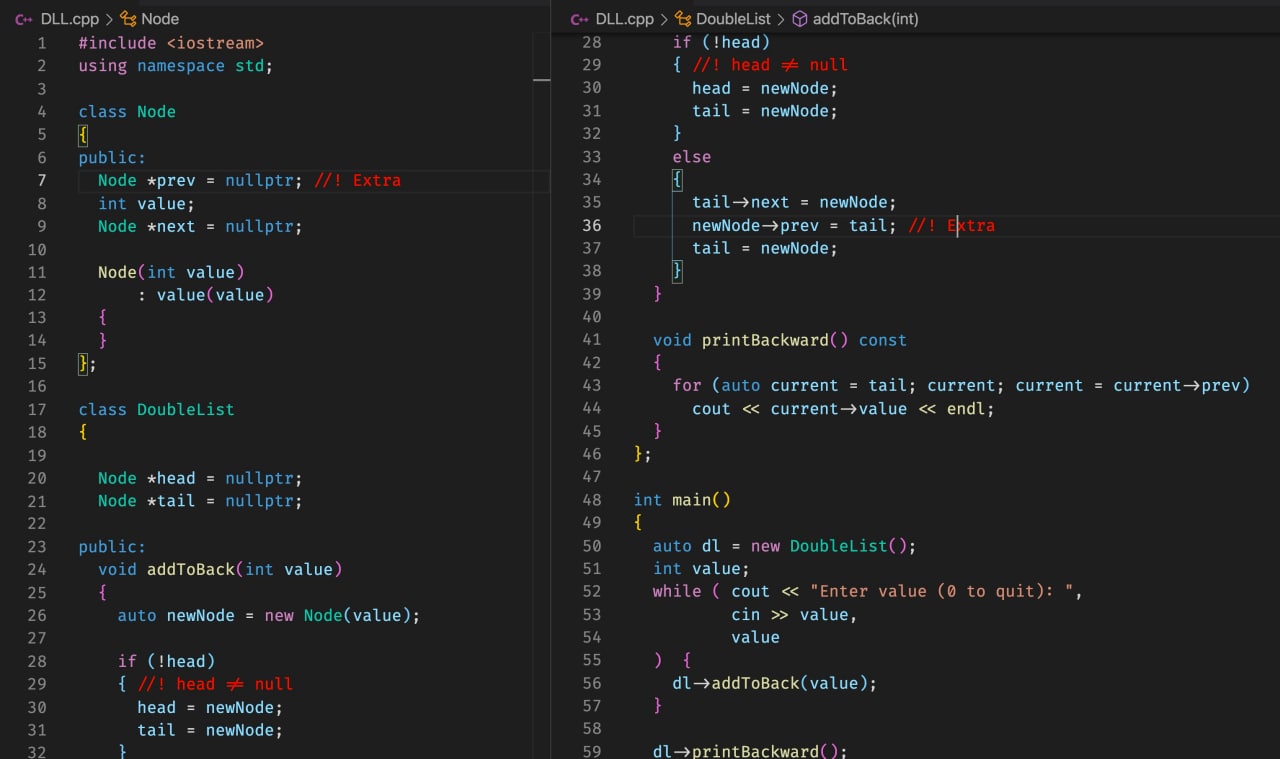 DLL.cpp > Node
1 #include <iostream>
2 using namespace std;
3
4 class Node
5 {
6 public:
7 Node *prev = nullptr; //! Extra
8 int value;
9 Node *next = nullptr;
10
11 Node(int value)
12 : value(value)
13 {
14 }
15 };
16
17 class DoubleList
18 {
19
20 Node *head = nullptr;
21 Node *tail = nullptr;
22
23 public:
24 void addToBack(int value)
25 {
26 auto newNode = new Node(value);
27
28 if (!head)
29 { //! head ≠ null
30 head = newNode;
31 tail = newNode;
32 }
DLL.cpp > DoubleList > addToBack(int)
28 if (!head)
29 { //! head ≠ null
30 head = newNode;
31 tail = newNode;
32 }
33 else
34 {
35 tail→next = newNode;
36 newNode→prev = tail; //! Extra
37 tail = newNode;
38 }
39 }
40
41 void printBackward() const
42 {
43 for (auto current = tail; current; current = current→prev)
44 cout << current→value << endl;
45 }
46 };
47
48 int main()
49 {
50 auto dl = new DoubleList();
51 int value;
52 while ( cout << "Enter value (0 to quit): ",
53 cin >> value,
54 value
55 ) {
56 dl→addToBack(value);
57 }
58
59 dl→printBackward();